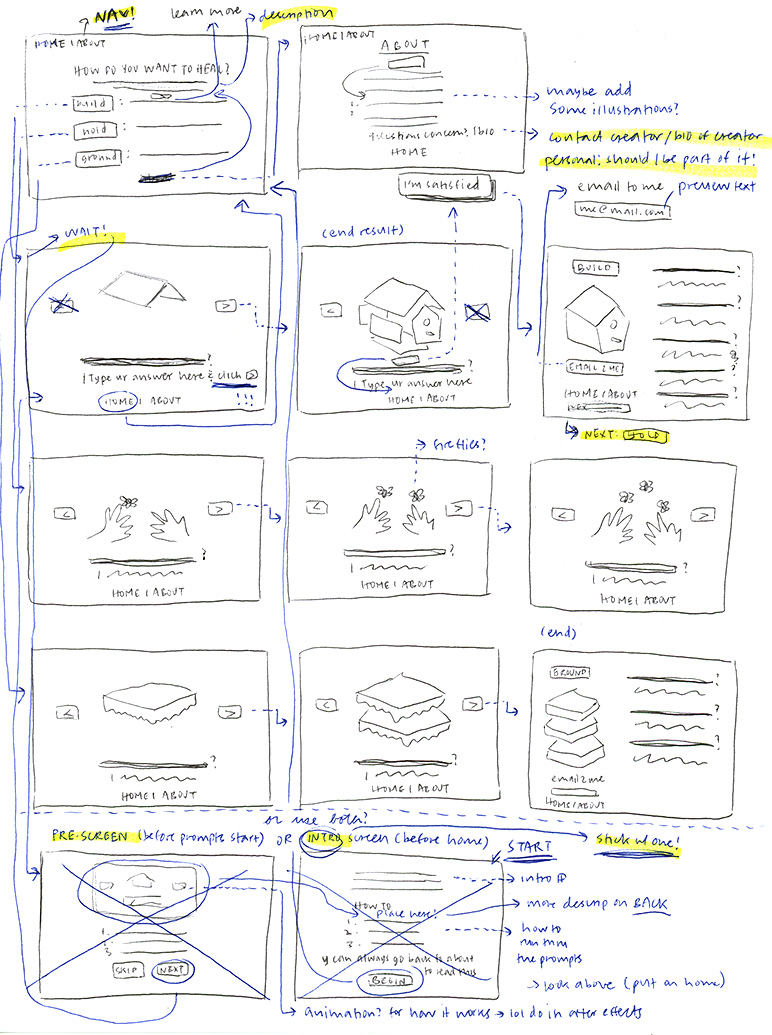 NAV!
learn more
description
HOME | ABOUT
HOW DO YOU WANT TO HEAL?
build :
hold :
ground :
HOME | ABOUT
ABOUT
questions concern? | bio
HOME
maybe add
some illustrations?
contact creator/bio of creator
personal: should I be part of it!
I'm satisfied
email to me
preview text
me@mail.com
WAIT!
>
?
| Type ur answer here & click >
HOME | ABOUT
!!!
(end result)
<
?
| Type ur answer here
HOME | ABOUT
BUILD
?
?
?
?
?
EMAIL 2 ME
HOME | ABOUT
NEXT: HOLD
fireflies?
<
>
?
HOME | ABOUT
<
>
?
HOME | ABOUT
<
>
?
HOME | ABOUT
(end)
<
>
?
HOME | ABOUT
<
>
?
HOME | ABOUT
GROUND
?
?
?
email 2 me
HOME | ABOUT
or use both?
PRE-SCREEN (before prompts start) OR INTRO screen (before home)
stick w/ one!
START
1.
2.
3.
SKIP
NEXT
HOW TO
place here!
1.
2.
3.
y can always go back to about
to read this
BEGIN
intro ¶
more descrip on BACK
how to
run thru
the prompts
→ look above (put on home)
→ animation? for how it works → lol do in after effects